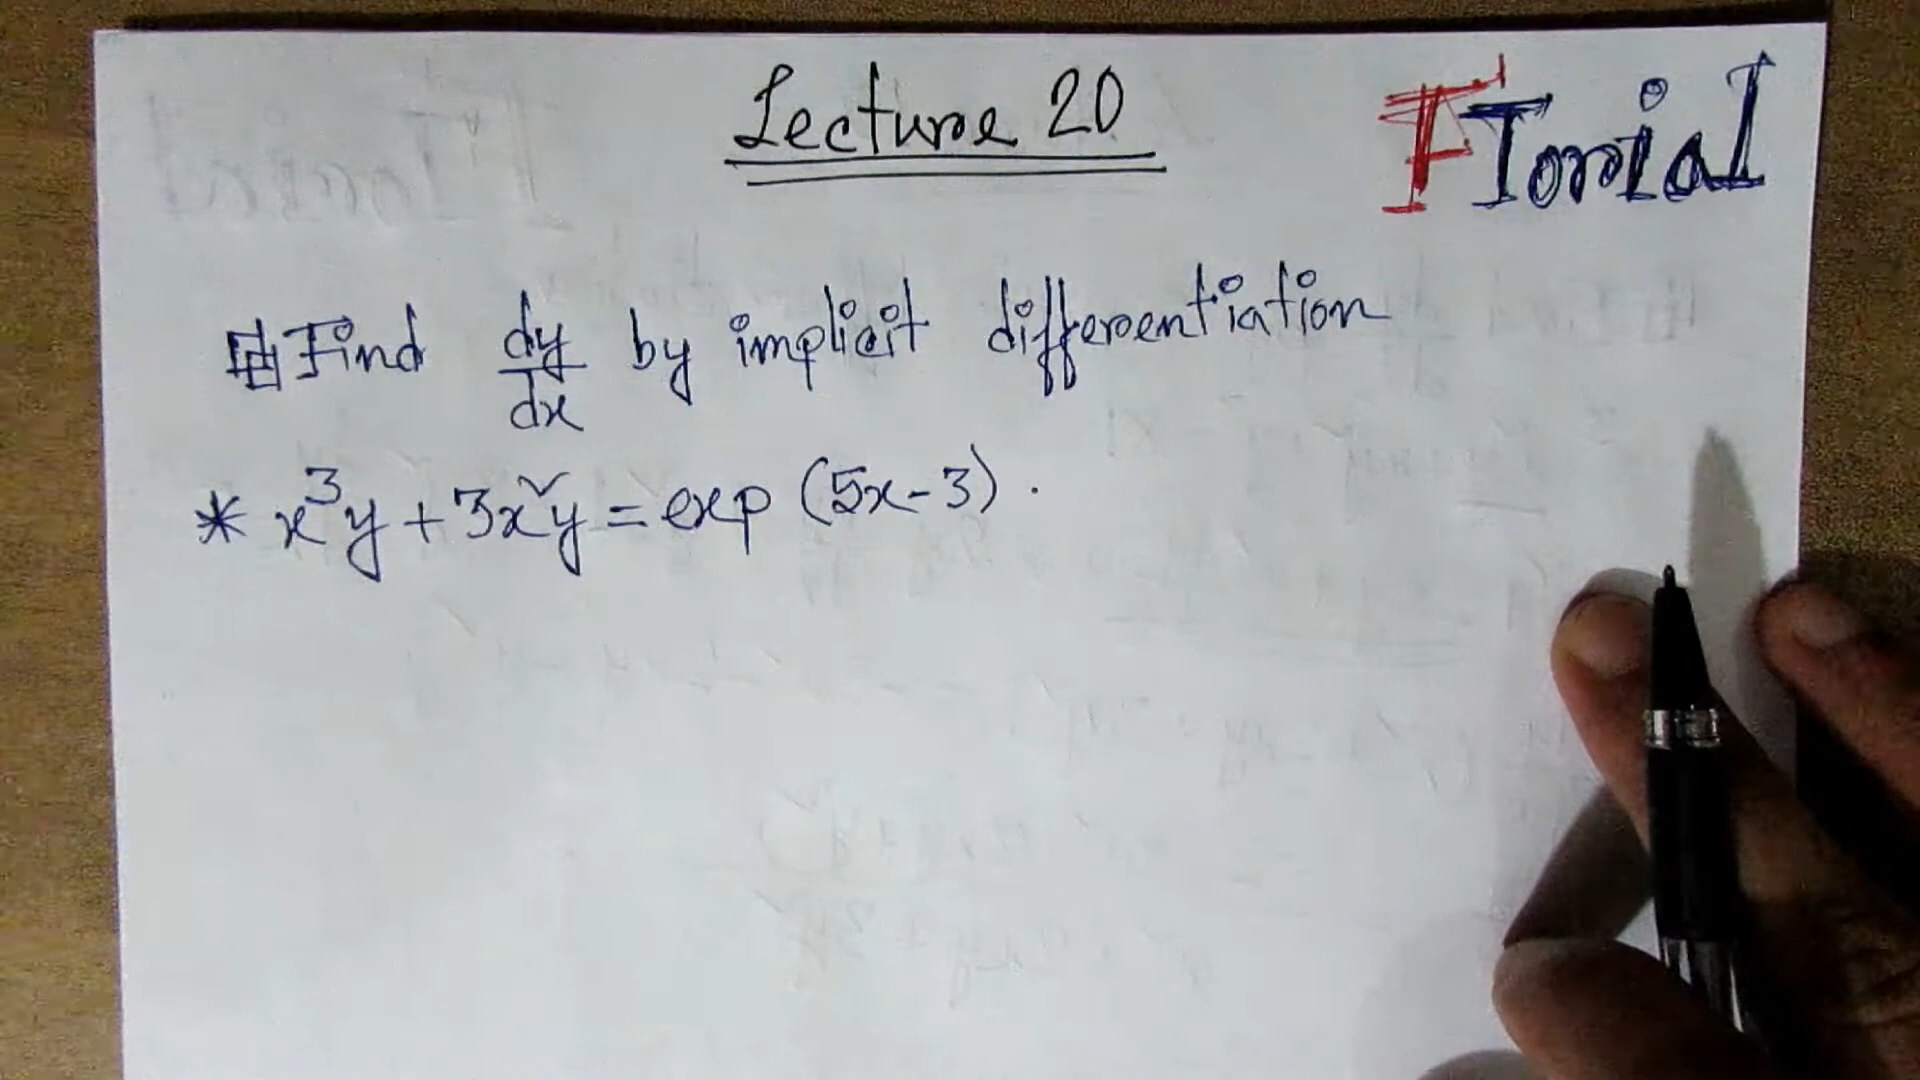 Lecture 20
FTorial
Find dy/dx by implicit differentiation
* x³y + 3x²y = exp (5x-3).